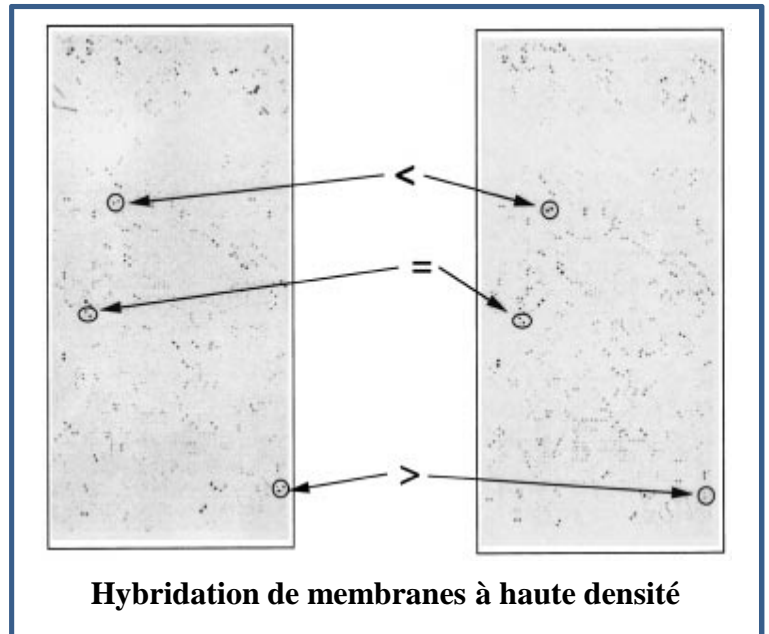 <
=
>
Hybridation de membranes à haute densité